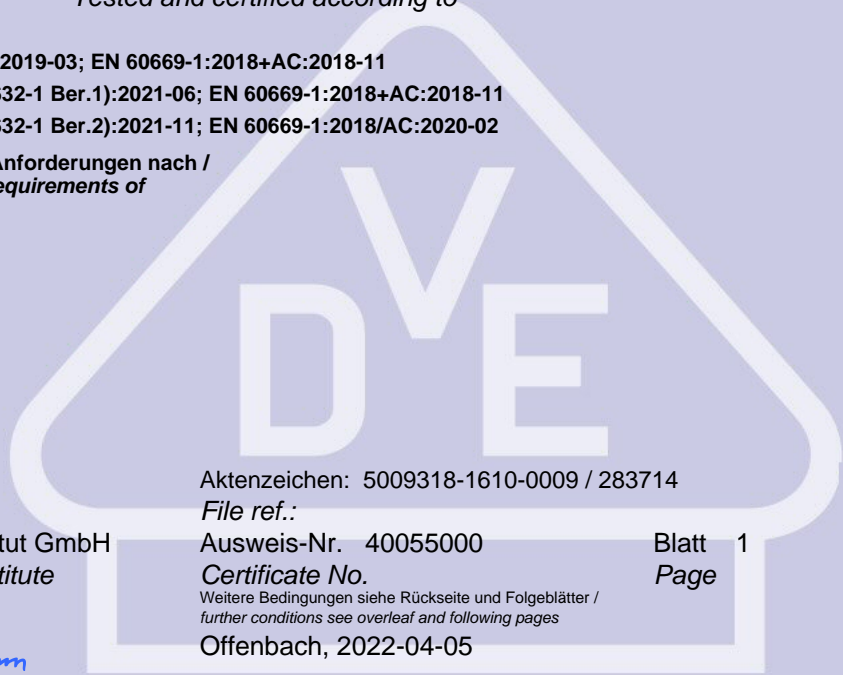 Tested and certified according to
2019-03; EN 60669-1:2018+AC:2018-11
632-1 Ber.1):2021-06; EN 60669-1:2018+AC:2018-11
632-1 Ber.2):2021-11; EN 60669-1:2018/AC:2020-02
Anforderungen nach /
equirements of
VDE
Aktenzeichen: 5009318-1610-0009 / 283714
File ref.:
tut GmbH Ausweis-Nr. 40055000 Blatt 1
titute Certificate No. Page
Weitere Bedingungen siehe Rückseite und Folgeblätter /
further conditions see overleaf and following pages
Offenbach, 2022-04-05